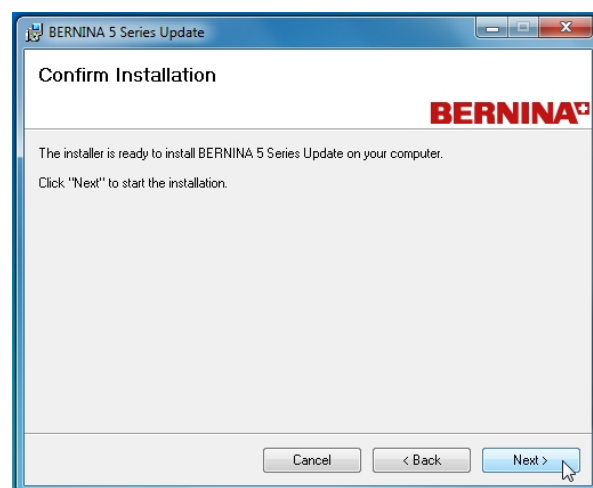 BERNINA 5 Series Update
Confirm Installation
BERNINA
The installer is ready to install BERNINA 5 Series Update on your computer.
Click "Next" to start the installation.
Cancel
< Back
Next >